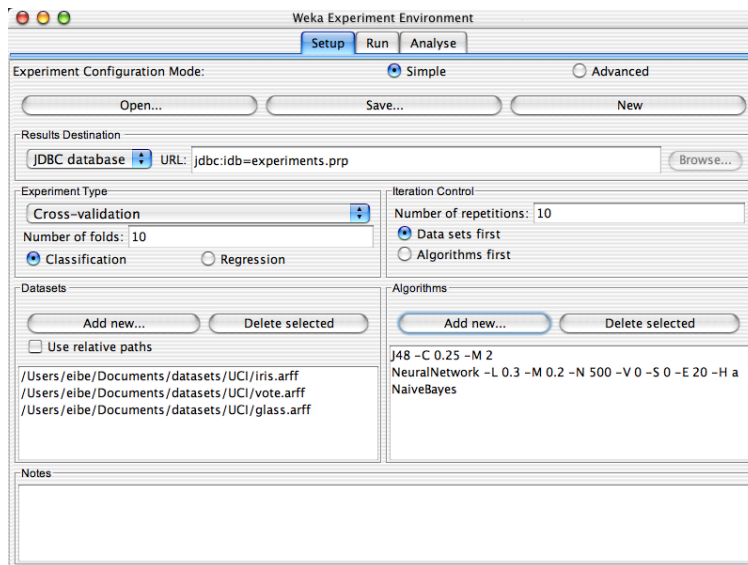 Weka Experiment Environment
Setup Run Analyse
Experiment Configuration Mode: Simple Advanced
Open... Save... New
Results Destination
JDBC database URL: jdbc:idb=experiments.prp Browse...
Experiment Type
Cross-validation
Number of folds: 10
Classification Regression
Iteration Control
Number of repetitions: 10
Data sets first
Algorithms first
Datasets
Add new... Delete selected
Use relative paths
/Users/eibe/Documents/datasets/UCI/iris.arff
/Users/eibe/Documents/datasets/UCI/vote.arff
/Users/eibe/Documents/datasets/UCI/glass.arff
Algorithms
Add new... Delete selected
J48 -C 0.25 -M 2
NeuralNetwork -L 0.3 -M 0.2 -N 500 -V 0 -S 0 -E 20 -H a
NaiveBayes
Notes